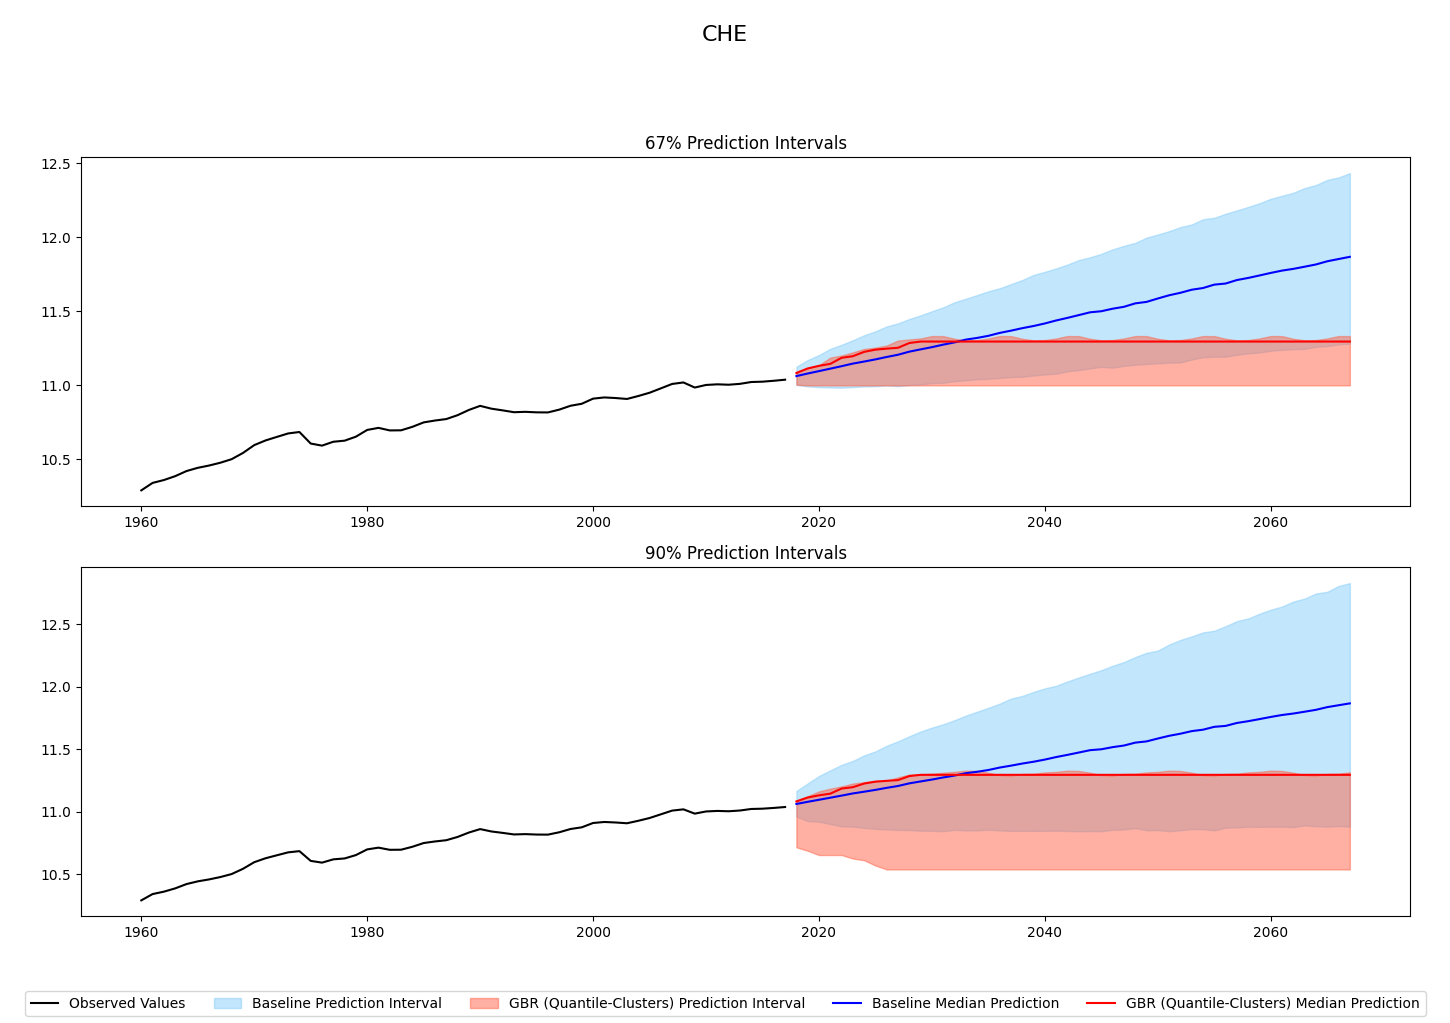 CHE
67% Prediction Intervals
12.5
12.0
11.5
11.0
10.5
1960 1980 2000 2020 2040 2060
90% Prediction Intervals
12.5
12.0
11.5
11.0
10.5
1960 1980 2000 2020 2040 2060
Observed Values Baseline Prediction Interval GBR (Quantile-Clusters) Prediction Interval Baseline Median Prediction GBR (Quantile-Clusters) Median Prediction